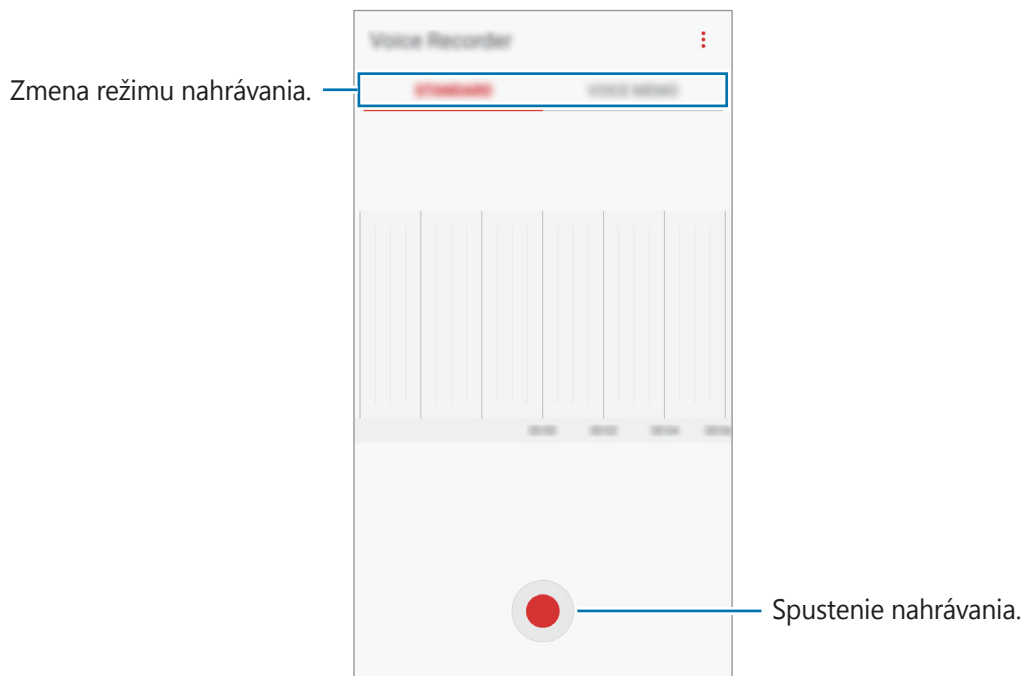 Voice Recorder
Zmena režimu nahrávania.
STANDARD VOICE MEMO
Spustenie nahrávania.